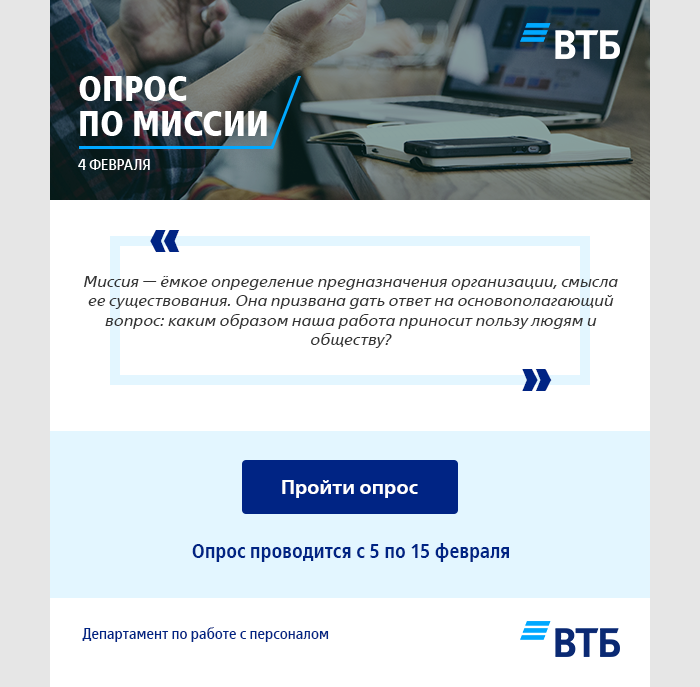 ВТБ
ОПРОС
ПО МИССИИ
4 ФЕВРАЛЯ
«
Миссия — ёмкое определение предназначения организации, смысла
ее существования. Она призвана дать ответ на основополагающий
вопрос: каким образом наша работа приносит пользу людям и
обществу?
»
Пройти опрос
Опрос проводится с 5 по 15 февраля
Департамент по работе с персоналом
ВТБ